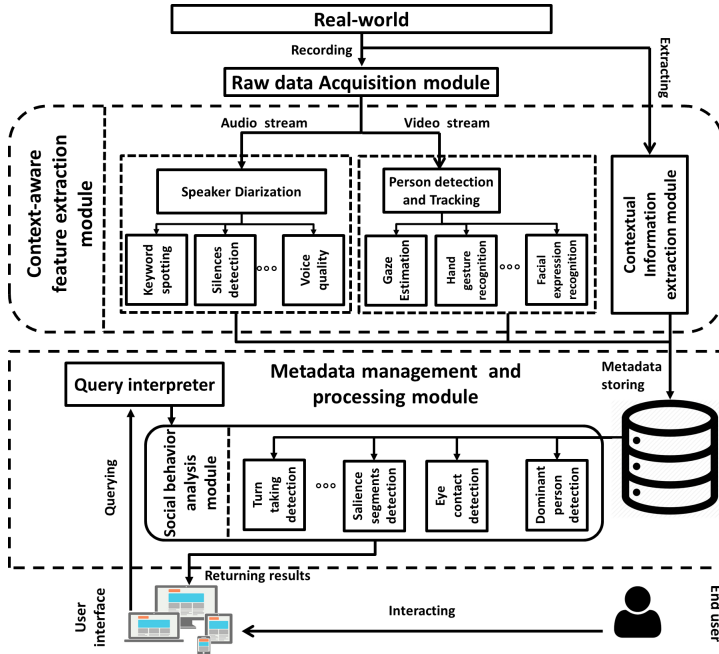 Real-world
Recording
Extracting
Raw data Acquisition module
Audio stream
Video stream
Context-aware
feature extraction
module
Speaker Diarization
Person detection
and Tracking
Keyword
spotting
Silences
detection
Voice
quality
Gaze
Estimation
Hand
gesture
recognition
Facial
expression
recognition
Contextual
Information
extraction module
Metadata
storing
Metadata management and
processing module
Query interpreter
Querying
Social behavior
analysis
module
Turn
taking
detection
Salience
segments
detection
Eye
contact
detection
Dominant
person
detection
Returning results
User
interface
Interacting
End user